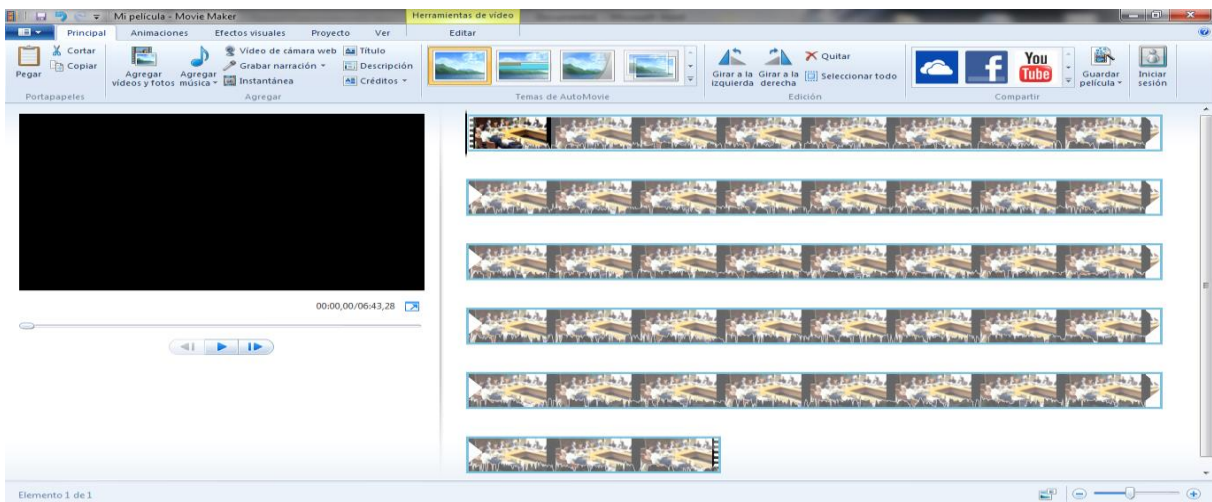 Mi película - Movie Maker
Herramientas de vídeo
Principal Animaciones Efectos visuales Proyecto Ver Editar
Pegar
Cortar
Copiar
Portapapeles
Agregar vídeos y fotos
Agregar música
Vídeo de cámara web
Grabar narración
Instantánea
Título
Descripción
Créditos
Agregar
Temas de AutoMovie
Girar a la izquierda
Girar a la derecha
Quitar
Seleccionar todo
Edición
f
You Tube
Compartir
Guardar película
Iniciar sesión
00:00,00/06:43,28
Elemento 1 de 1